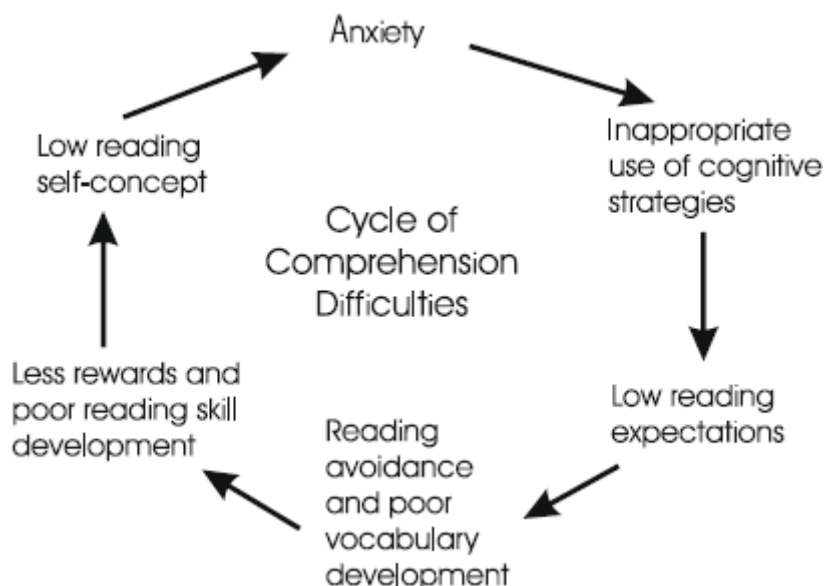 Anxiety
Inappropriate
use of cognitive
strategies
Low reading
expectations
Reading
avoidance
and poor
vocabulary
development
Less rewards and
poor reading skill
development
Low reading
self-concept
Cycle of
Comprehension
Difficulties